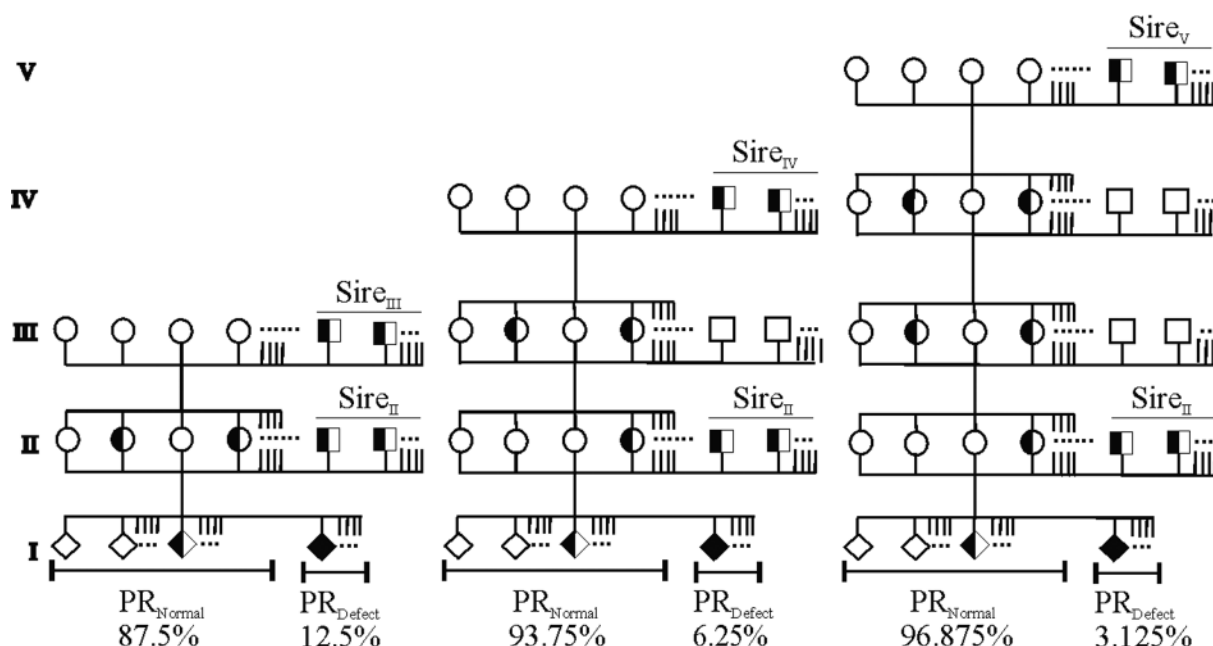 Sire_V
V
Sire_IV
IV
Sire_III
III
Sire_II
Sire_II
Sire_II
II
I
PR_Normal PR_Defect PR_Normal PR_Defect PR_Normal PR_Defect
87.5% 12.5% 93.75% 6.25% 96.875% 3.125%